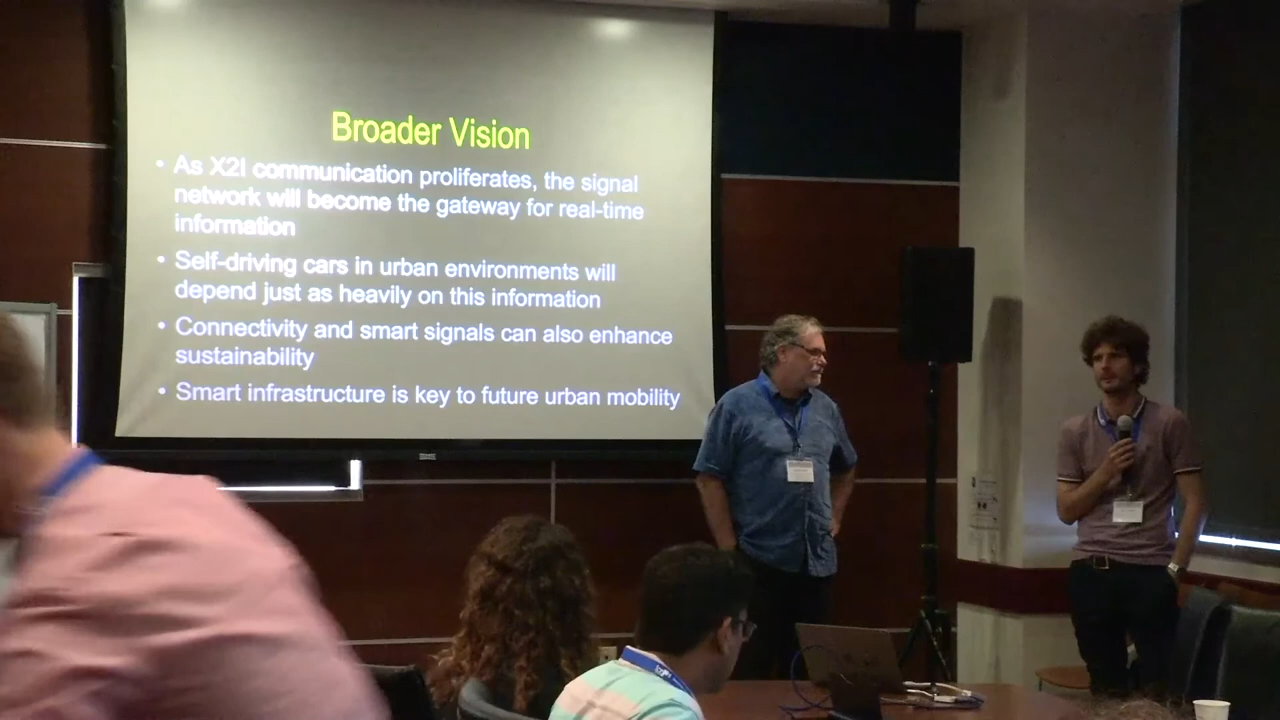 Broader Vision
• As X2I communication proliferates, the signal
network will become the gateway for real-time
information
• Self-driving cars in urban environments will
depend just as heavily on this information
• Connectivity and smart signals can also enhance
sustainability
• Smart infrastructure is key to future urban mobility